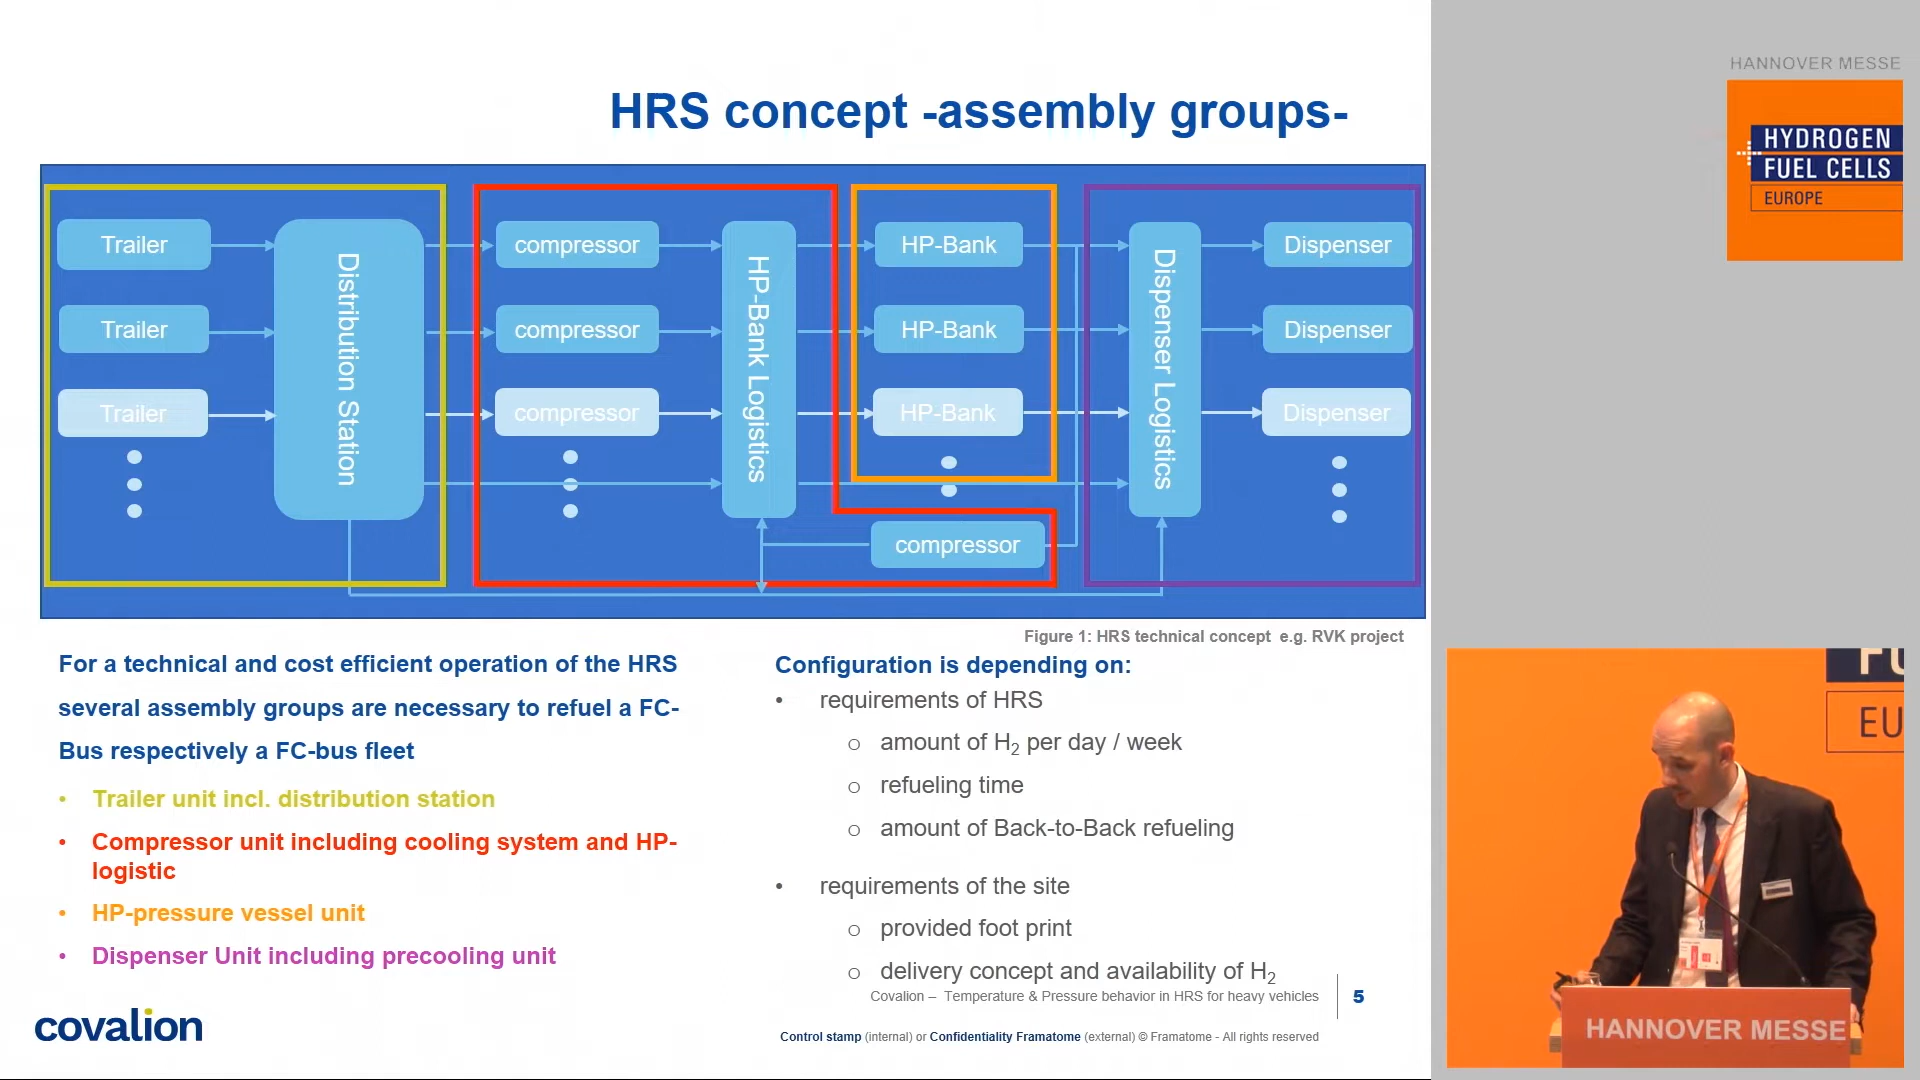 HRS concept -assembly groups-
Trailer
Trailer
Trailer
Distribution Station
compressor
compressor
compressor
HP-Bank Logistics
HP-Bank
HP-Bank
HP-Bank
compressor
Dispenser Logistics
Dispenser
Dispenser
Dispenser
Figure 1: HRS technical concept e.g. RVK project
For a technical and cost efficient operation of the HRS
several assembly groups are necessary to refuel a FC-
Bus respectively a FC-bus fleet
• Trailer unit incl. distribution station
• Compressor unit including cooling system and HP-
logistic
• HP-pressure vessel unit
• Dispenser Unit including precooling unit
Configuration is depending on:
• requirements of HRS
o amount of H2 per day / week
o refueling time
o amount of Back-to-Back refueling
• requirements of the site
o provided foot print
o delivery concept and availability of H2
Covalion – Temperature & Pressure behavior in HRS for heavy vehicles
5
Control stamp (internal) or Confidentiality Framatome (external) © Framatome - All rights reserved
covalion
HANNOVER MESSE
HYDROGEN
FUEL CELLS
EUROPE
FU
EU
HANNOVER MESSE